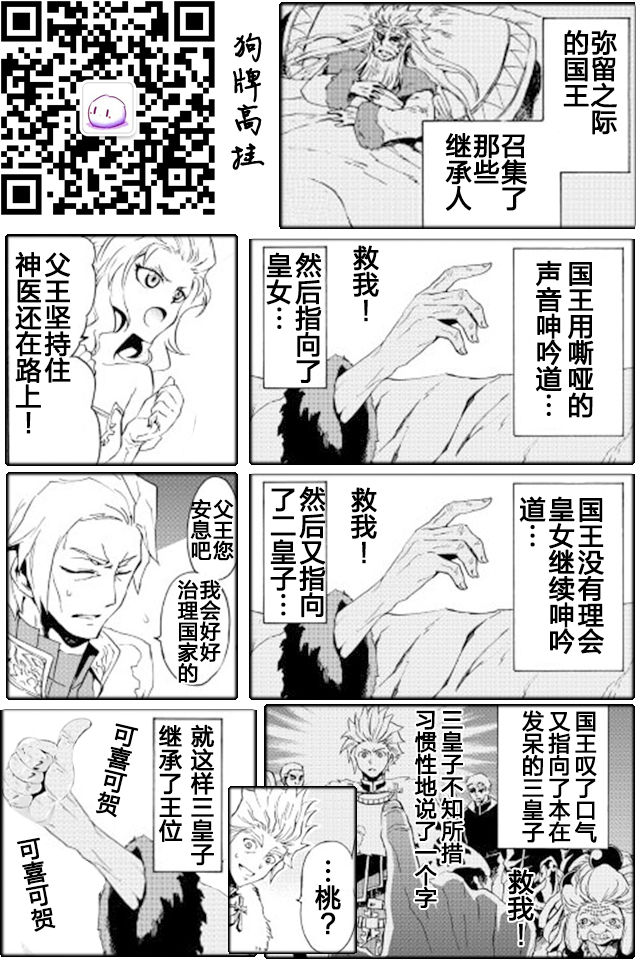 狗牌高挂
弥留之际
的国王
召集了
那些
继承人
国王用嘶哑的
声音呻吟道…
救我！
然后指向了
皇女…
父王坚持住
神医还在路上！
国王没有理会
皇女继续呻吟
道…
救我！
然后又指向
了二皇子…
父王您
安息吧
我会好好
治理国家的
国王叹了口气
又指向了本在
发呆的三皇子
救我！
三皇子不知所措
习惯性地说了一个字
…桃？
就这样三皇子
继承了王位
可喜可贺
可喜可贺